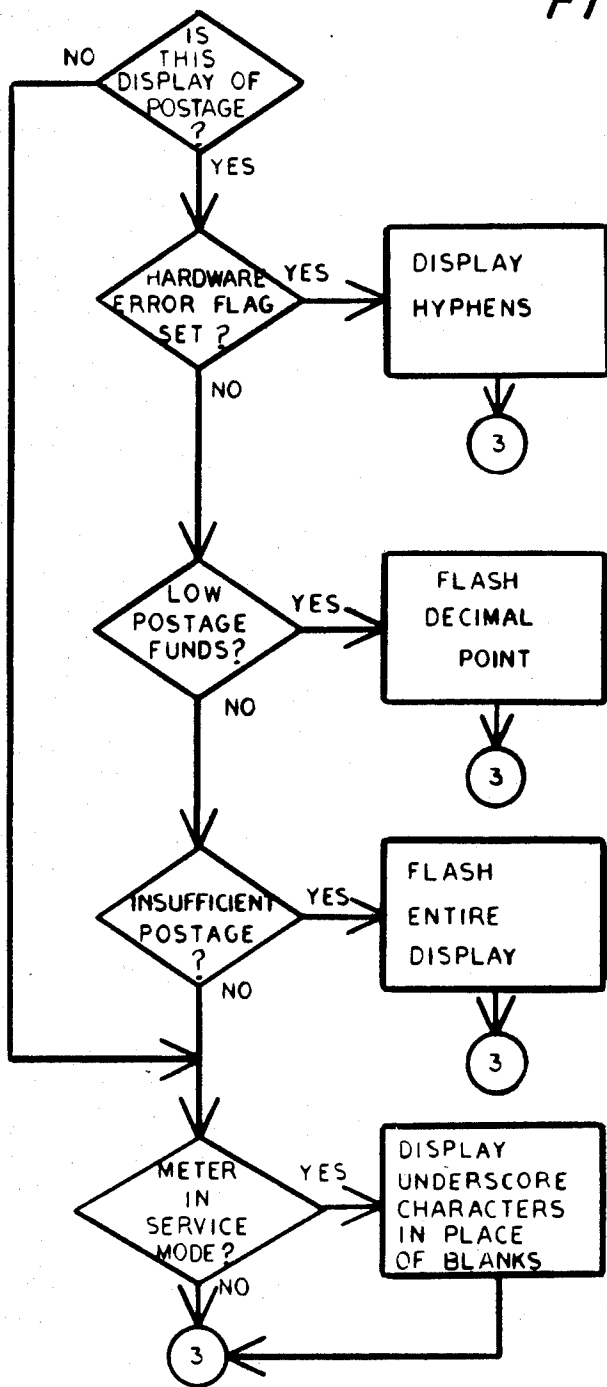 FI
IS
THIS
DISPLAY OF
POSTAGE
?
NO
YES
HARDWARE
ERROR FLAG
SET ?
YES
DISPLAY
HYPHENS
NO
3
LOW
POSTAGE
FUNDS?
YES
FLASH
DECIMAL
POINT
NO
3
INSUFFICIENT
POSTAGE
?
YES
FLASH
ENTIRE
DISPLAY
NO
3
METER
IN
SERVICE
MODE?
YES
DISPLAY
UNDERSCORE
CHARACTERS
IN PLACE
OF BLANKS
NO
3